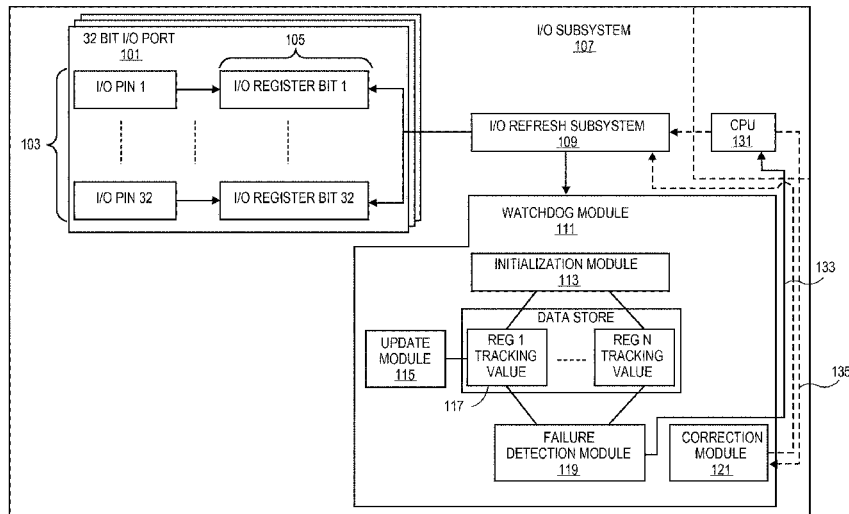 32 BIT I/O PORT
101
105
I/O SUBSYSTEM
107
I/O PIN 1
I/O REGISTER BIT 1
103
I/O REFRESH SUBSYSTEM
109
CPU
131
I/O PIN 32
I/O REGISTER BIT 32
WATCHDOG MODULE
111
INITIALIZATION MODULE
113
133
DATA STORE
UPDATE
MODULE
115
REG 1
TRACKING
VALUE
REG N
TRACKING
VALUE
135
117
FAILURE
DETECTION MODULE
119
CORRECTION
MODULE
121